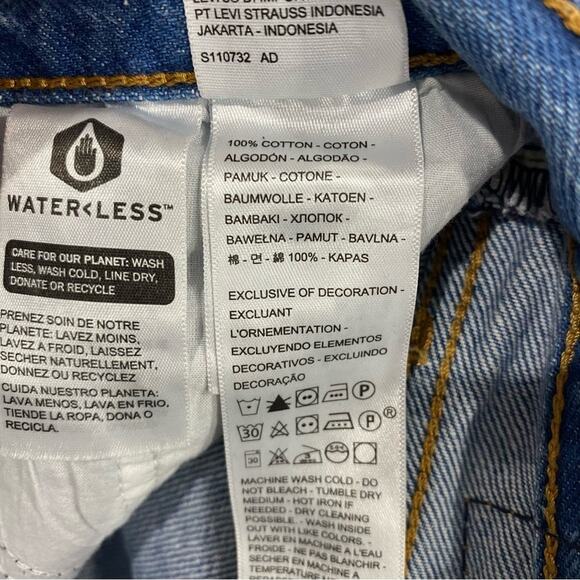 PT LEVI STRAUSS INDONESIA
JAKARTA - INDONESIA
S110732 AD
WATER<LESS™
CARE FOR OUR PLANET: WASH
LESS, WASH COLD, LINE DRY,
DONATE OR RECYCLE
PRENEZ SOIN DE NOTRE
PLANETE: LAVEZ MOINS,
LAVEZ A FROID, LAISSEZ
SECHER NATURELLEMENT,
DONNEZ OU RECYCLEZ
CUIDA NUESTRO PLANETA:
LAVA MENOS, LAVA EN FRIO,
TIENDE LA ROPA, DONA O
RECICLA.
100% COTTON - COTON -
ALGODÓN - ALGODÃO -
PAMUK - COTONE -
BAUMWOLLE - KATOEN -
BAMBAKI - ХЛОПОК -
BAWEŁNA - PAMUT - BAVLNA -
棉 - 면 - 綿 100% - KAPAS
EXCLUSIVE OF DECORATION -
EXCLUANT
L'ORNEMENTATION -
EXCLUYENDO ELEMENTOS
DECORATIVOS - EXCLUINDO
DECORAÇÃO
P
30 P ®
30
MACHINE WASH COLD - DO
NOT BLEACH - TUMBLE DRY
MEDIUM - HOT IRON IF
NEEDED - DRY CLEANING
POSSIBLE. - WASH INSIDE
OUT WITH LIKE COLORS. -
LAVER EN MACHINE A L'EAU
FROIDE - NE PAS BLANCHIR -
SECHER EN MACHINE A
TEMPERATURE